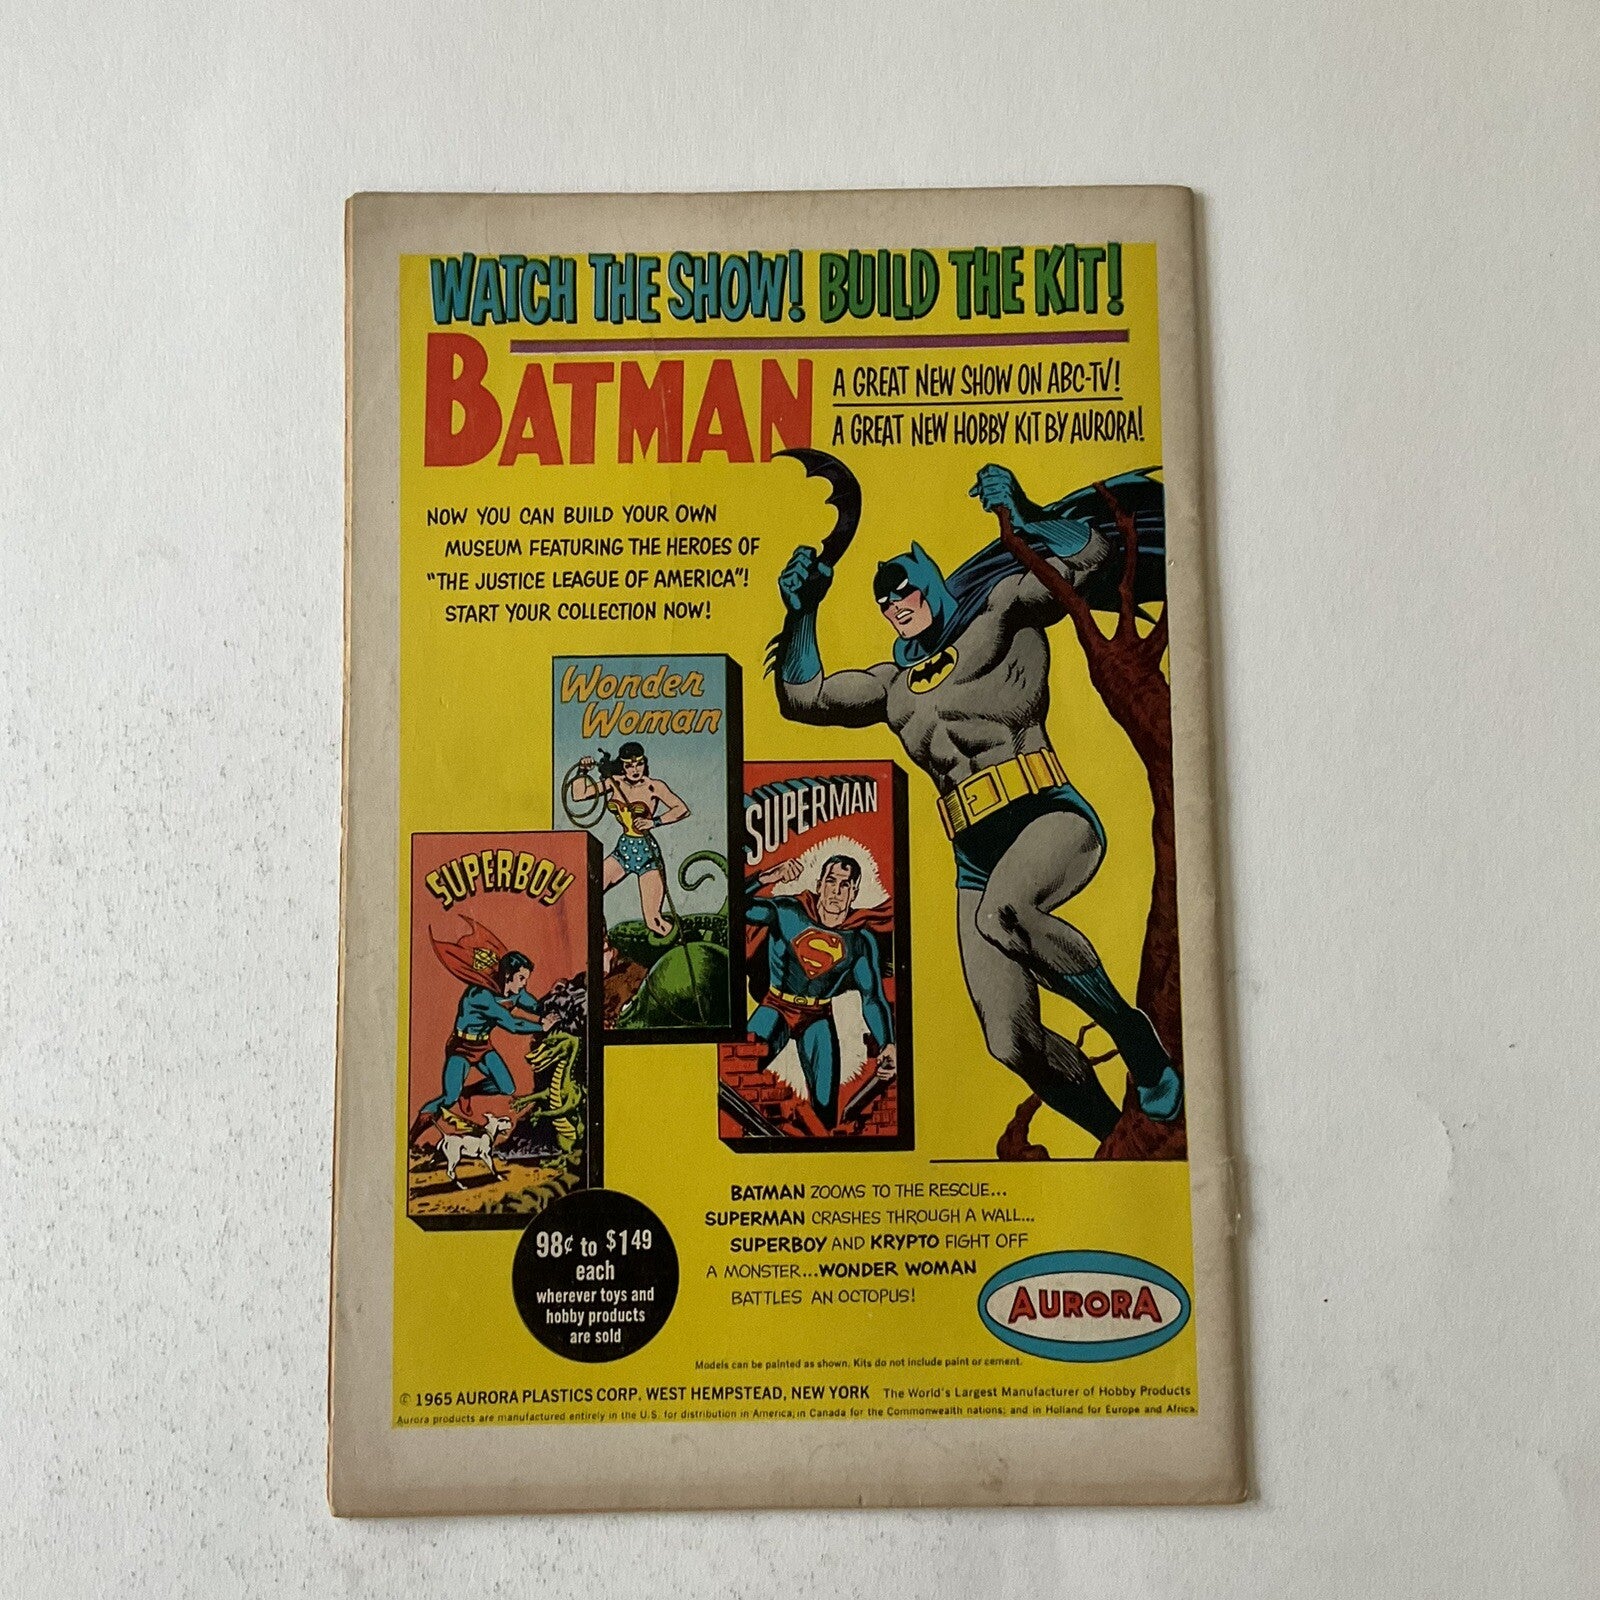 WATCH THE SHOW! BUILD THE KIT!
BATMAN
A GREAT NEW SHOW ON ABC-TV!
A GREAT NEW HOBBY KIT BY AURORA!
NOW YOU CAN BUILD YOUR OWN
MUSEUM FEATURING THE HEROES OF
"THE JUSTICE LEAGUE OF AMERICA"!
START YOUR COLLECTION NOW!
Wonder
Woman
SUPERMAN
SUPERBOY
S
98¢ to $149
each
wherever toys and
hobby products
are sold
BATMAN ZOOMS TO THE RESCUE...
SUPERMAN CRASHES THROUGH A WALL...
SUPERBOY AND KRYPTO FIGHT OFF
A MONSTER...WONDER WOMAN
BATTLES AN OCTOPUS!
AURORA
Models can be painted as shown. Kits do not include paint or cement.
© 1965 AURORA PLASTICS CORP. WEST HEMPSTEAD, NEW YORK The World's Largest Manufacturer of Hobby Products
Aurora products are manufactured entirely in the U.S. for distribution in America; in Canada for the Commonwealth nations; and in Holland for Europe and Africa.